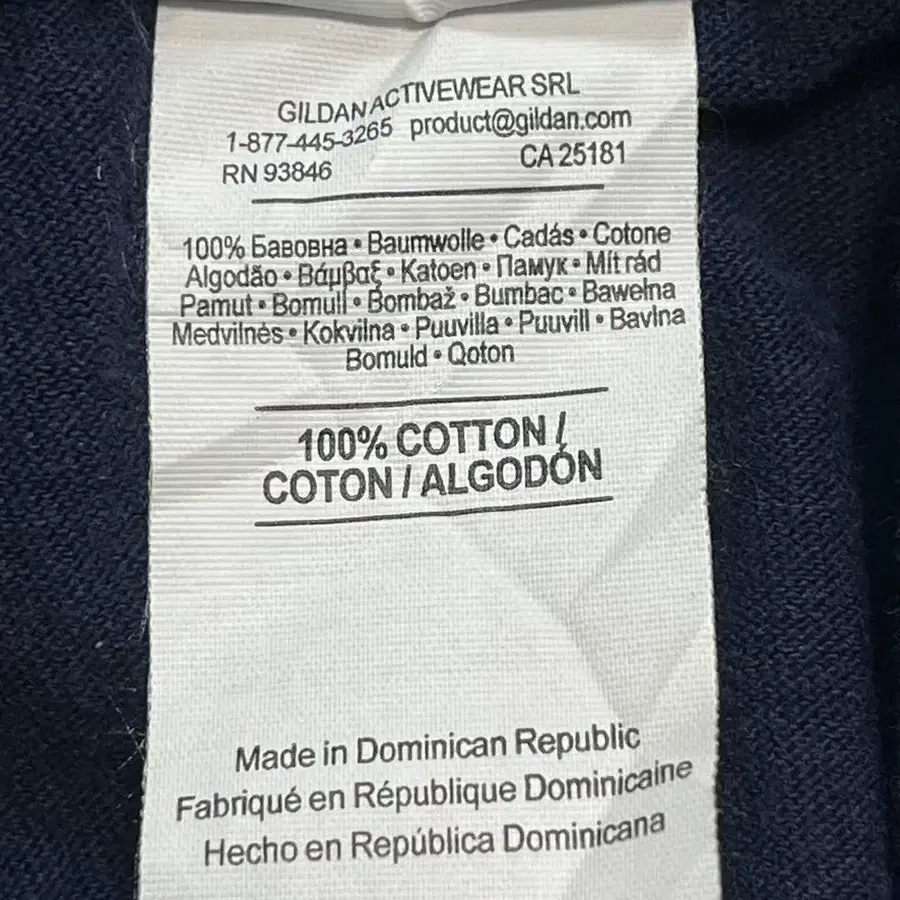 GILDAN ACTIVEWEAR SRL
1-877-445-3265 product@gildan.com
RN 93846 CA 25181
100% Бавовна • Baumwolle • Cadás • Cotone
Algodão • Βάμβαξ • Katoen • Памук • Mít rád
Pamut • Bomull • Bombaž • Bumbac • Bawełna
Medvilnės • Kokvilna • Puuvilla • Puuvill • Bavlna
Bomuld • Qoton
100% COTTON /
COTON / ALGODÓN
Made in Dominican Republic
Fabriqué en République Dominicaine
Hecho en República Dominicana